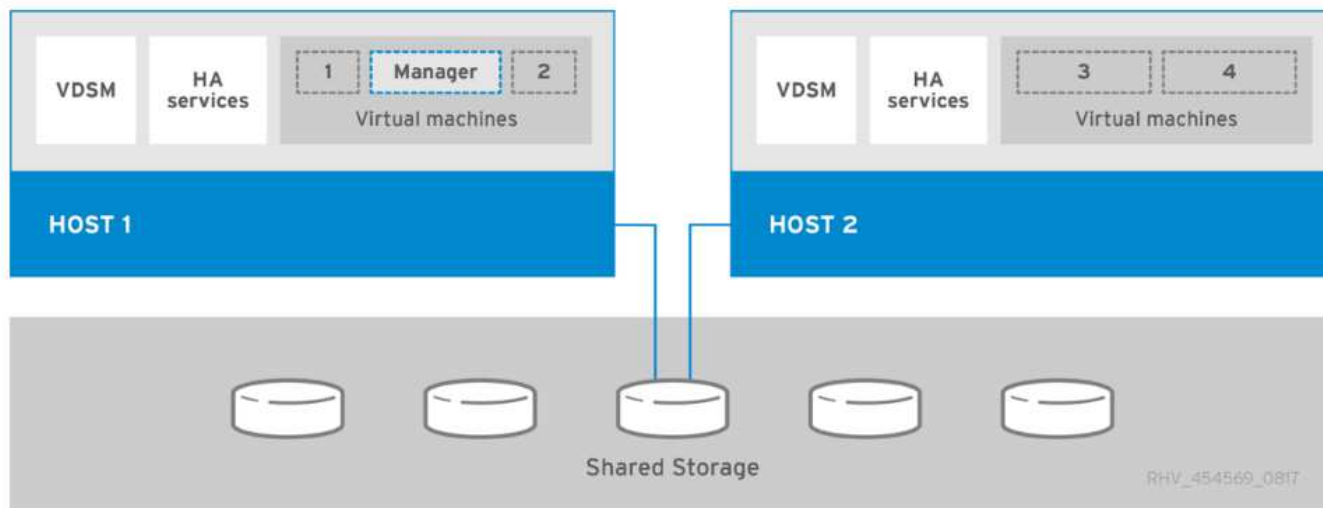 VDSM
HA
services
1
Manager
2
Virtual machines
HOST 1
VDSM
HA
services
3
4
Virtual machines
HOST 2
Shared Storage
RHV_454569_0817